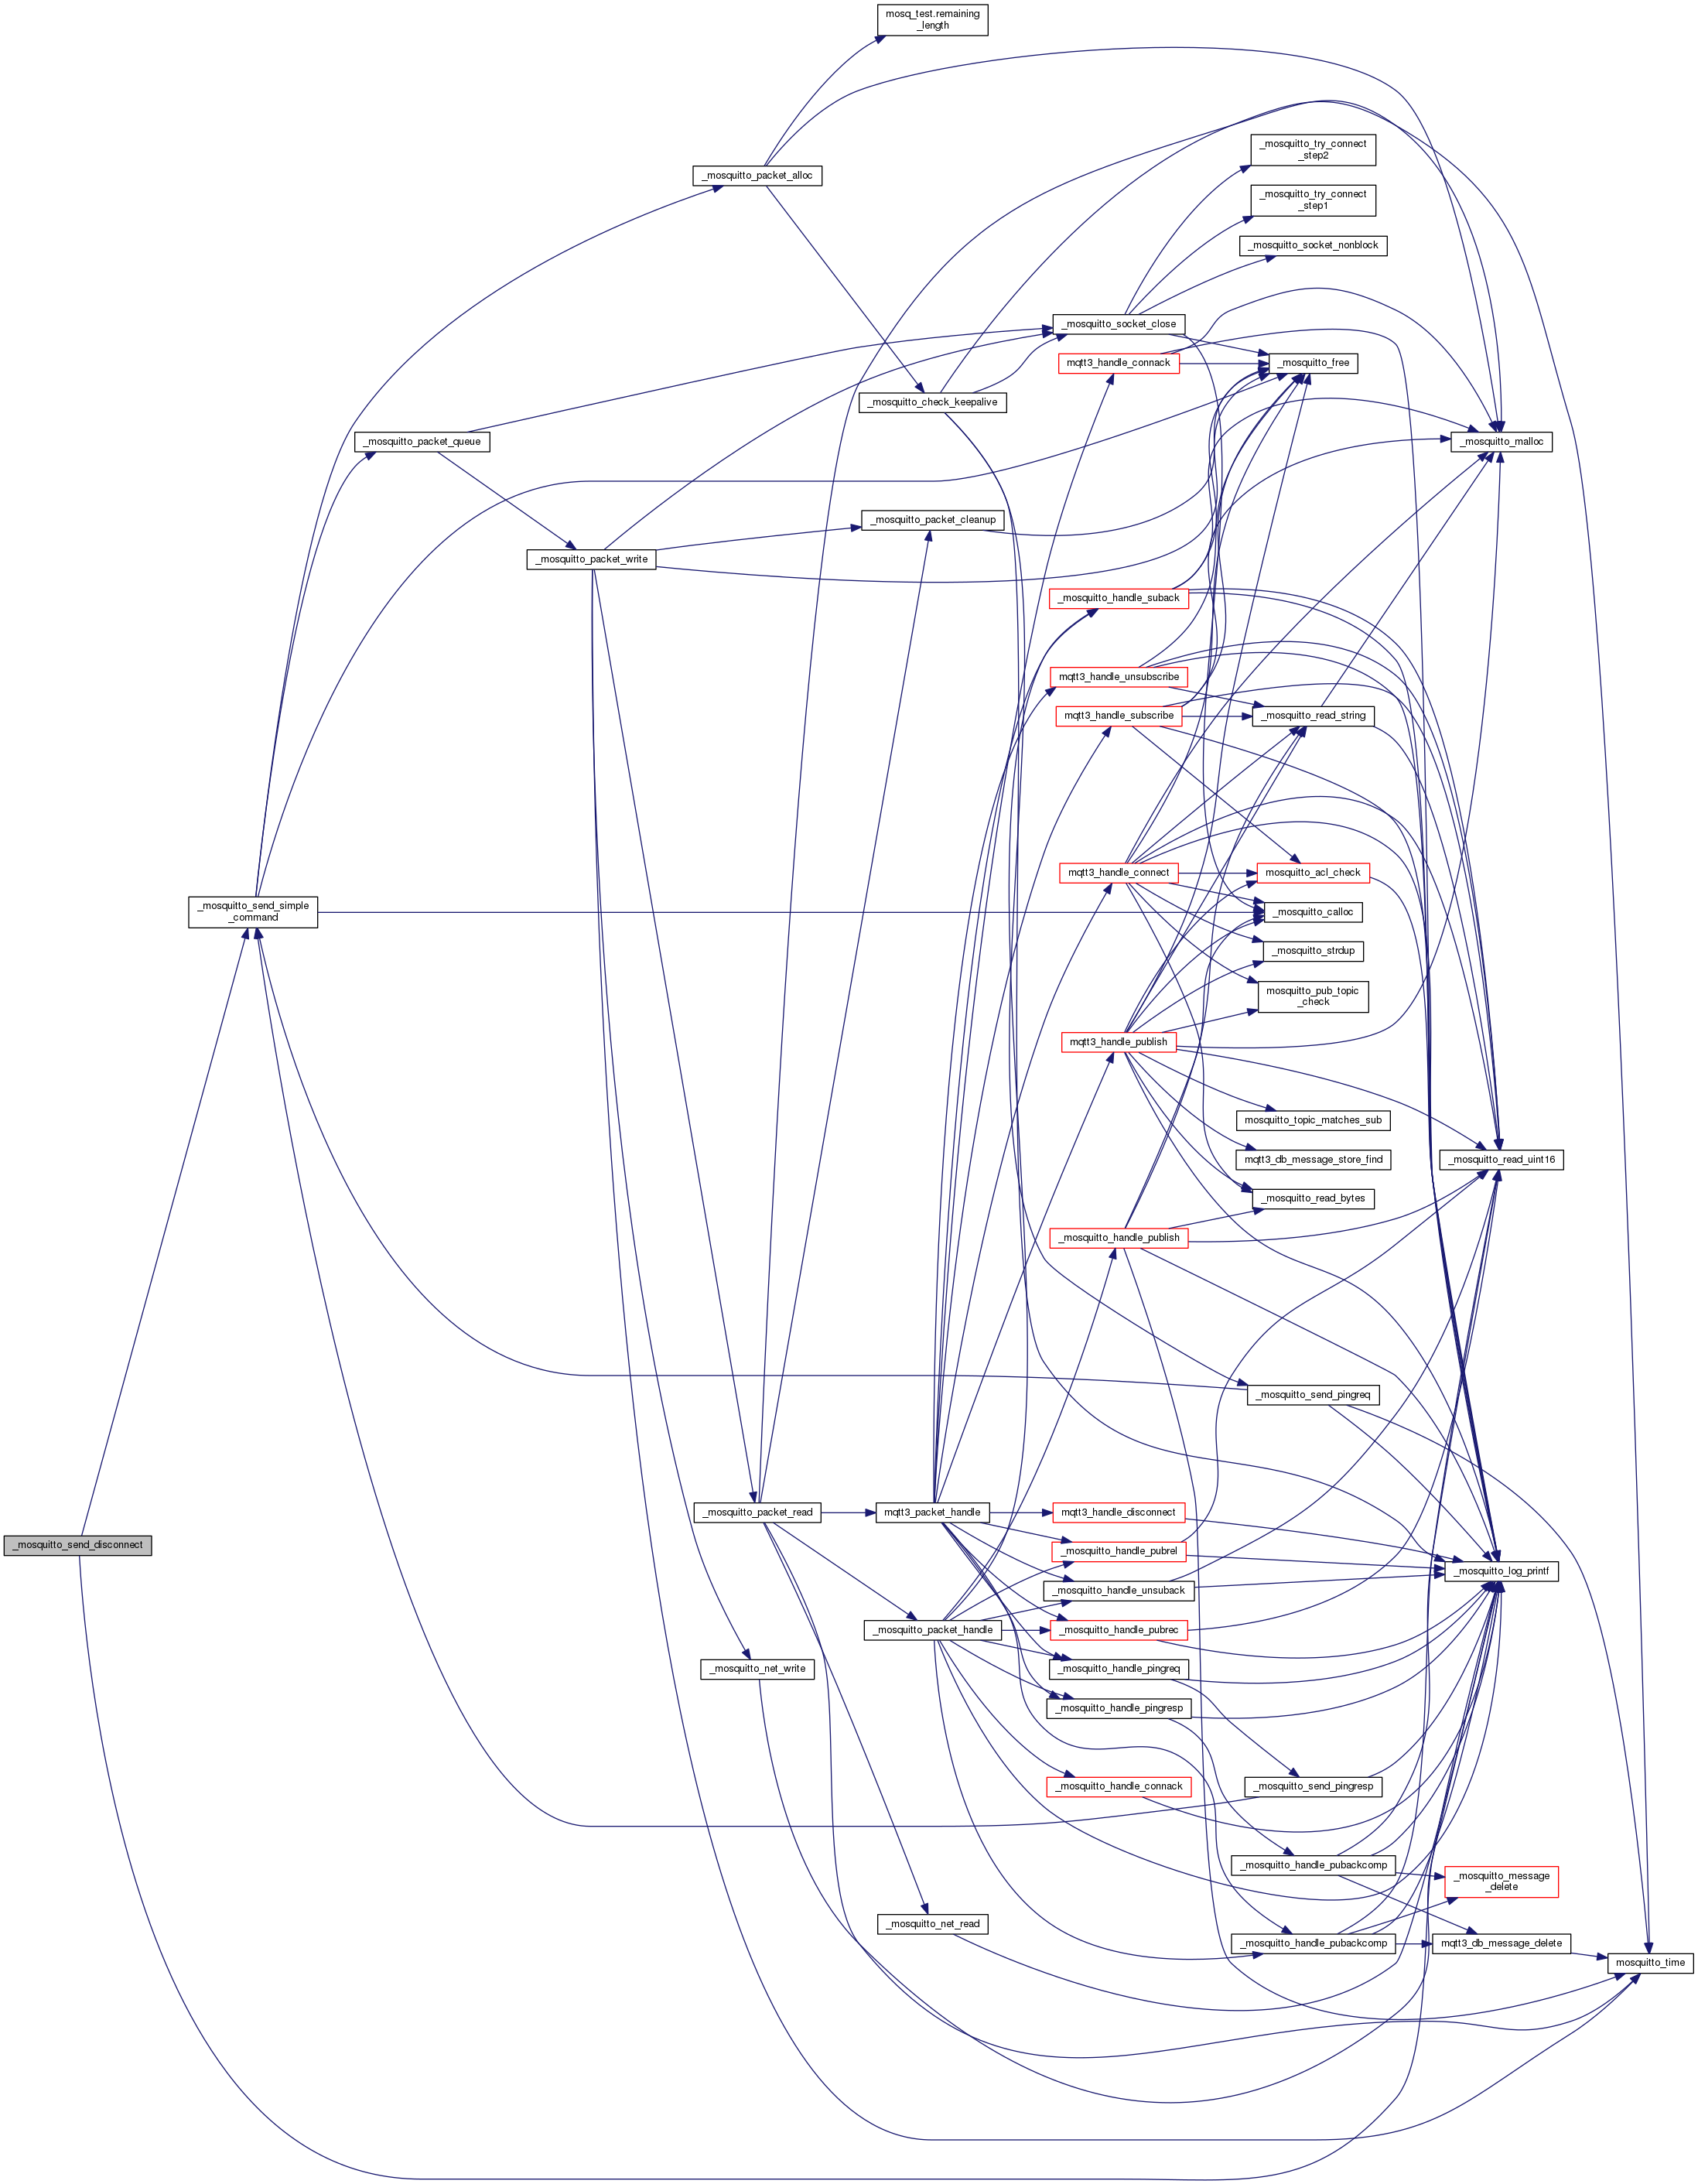 mosq_test.remaining
_length
_mosquitto_try_connect
_step2
_mosquitto_packet_alloc
_mosquitto_try_connect
_step1
_mosquitto_socket_nonblock
_mosquitto_socket_close
mqtt3_handle_connack
_mosquitto_free
_mosquitto_check_keepalive
_mosquitto_packet_queue
_mosquitto_malloc
_mosquitto_packet_cleanup
_mosquitto_packet_write
_mosquitto_handle_suback
mqtt3_handle_unsubscribe
mqtt3_handle_subscribe
_mosquitto_read_string
mqtt3_handle_connect
mosquitto_acl_check
_mosquitto_send_simple
_command
_mosquitto_calloc
_mosquitto_strdup
mosquitto_pub_topic
_check
mqtt3_handle_publish
mosquitto_topic_matches_sub
mqtt3_db_message_store_find
_mosquitto_read_uint16
_mosquitto_read_bytes
_mosquitto_handle_publish
_mosquitto_send_pingreq
_mosquitto_packet_read
mqtt3_packet_handle
mqtt3_handle_disconnect
_mosquitto_send_disconnect
_mosquitto_handle_pubrel
_mosquitto_log_printf
_mosquitto_handle_unsuback
_mosquitto_packet_handle
_mosquitto_handle_pubrec
_mosquitto_net_write
_mosquitto_handle_pingreq
_mosquitto_handle_pingresp
_mosquitto_handle_connack
_mosquitto_send_pingresp
_mosquitto_handle_pubackcomp
_mosquitto_message
_delete
_mosquitto_net_read
_mosquitto_handle_pubackcomp
mqtt3_db_message_delete
mosquitto_time